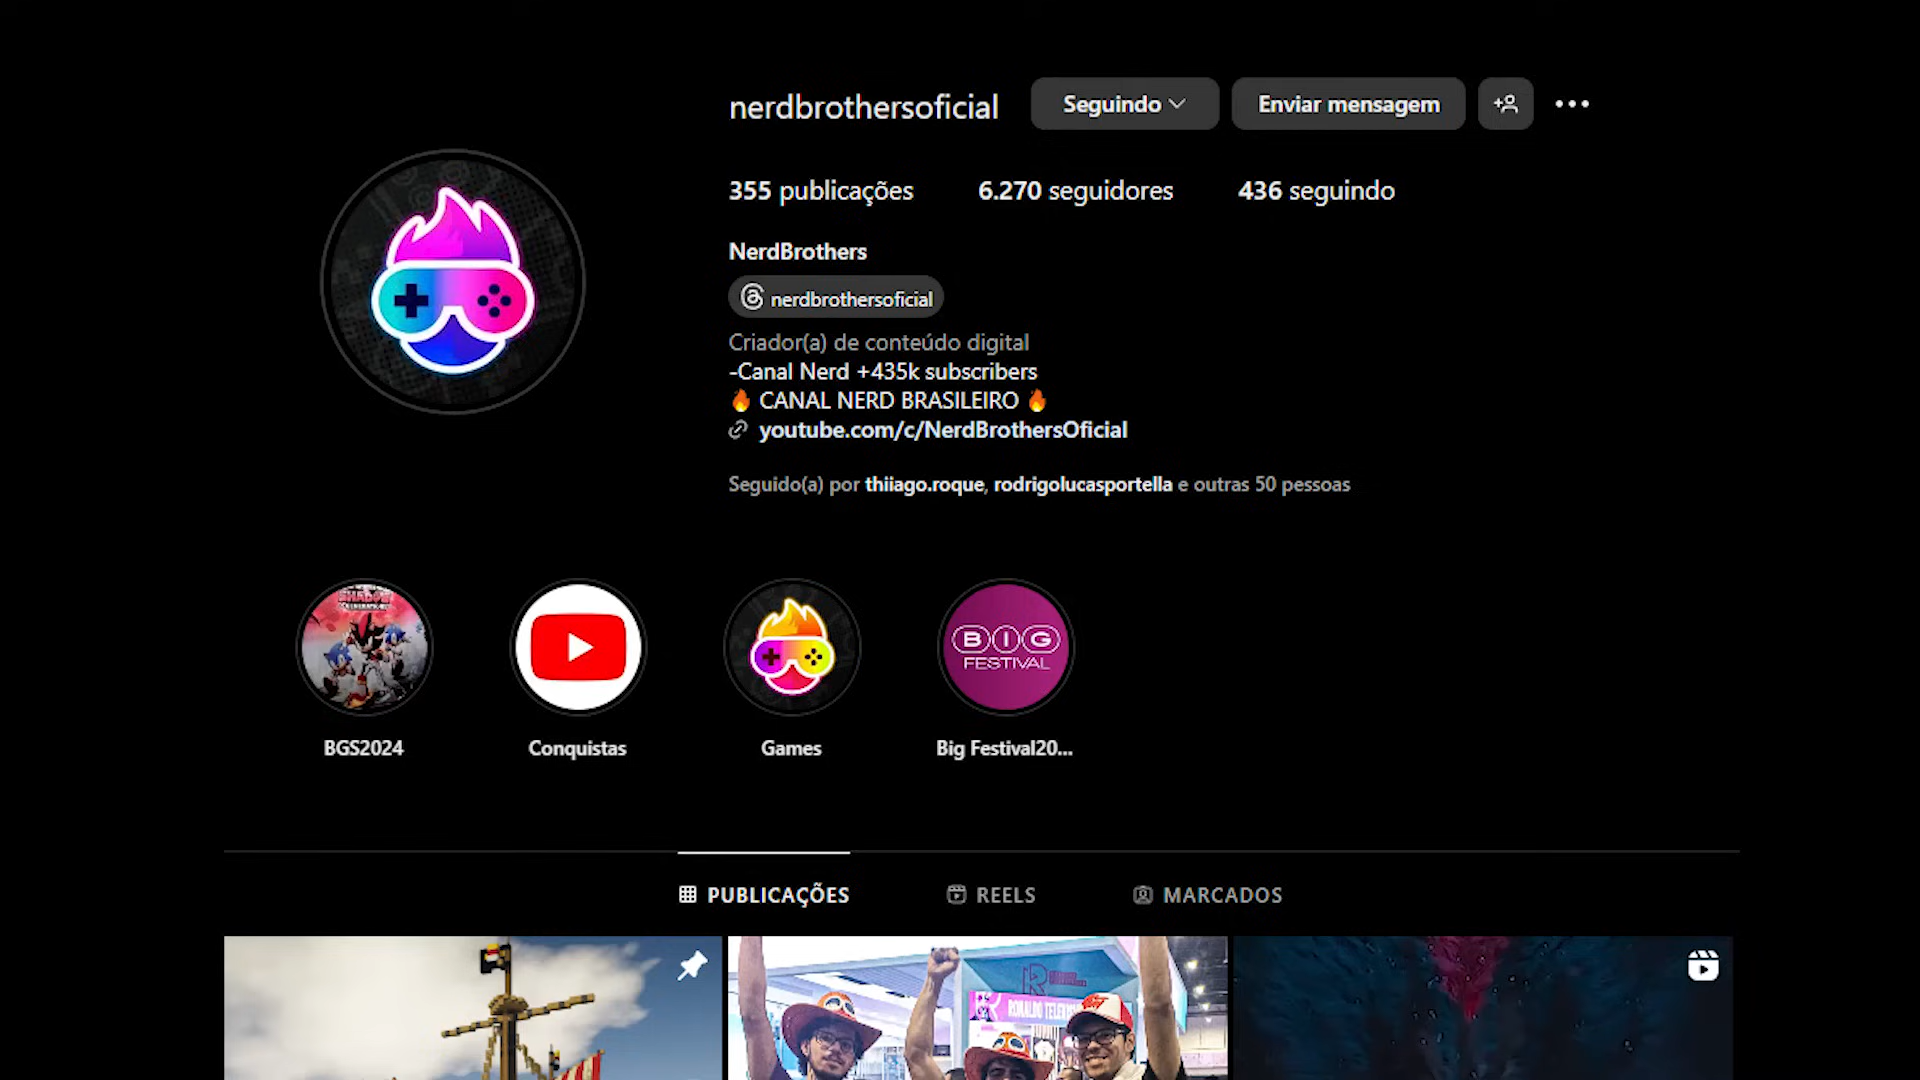 nerdbrothersoficial
Seguindo
Enviar mensagem
355 publicações
6.270 seguidores
436 seguindo
NerdBrothers
nerdbrothersoficial
Criador(a) de conteúdo digital
-Canal Nerd +435k subscribers
🔥 CANAL NERD BRASILEIRO 🔥
youtube.com/c/NerdBrothersOficial
Seguido(a) por thiiago.roque, rodrigolucasportella e outras 50 pessoas
SHADOW
GENERATIONS
BIG
FESTIVAL
BGS2024
Conquistas
Games
Big Festival20...
PUBLICAÇÕES
REELS
MARCADOS